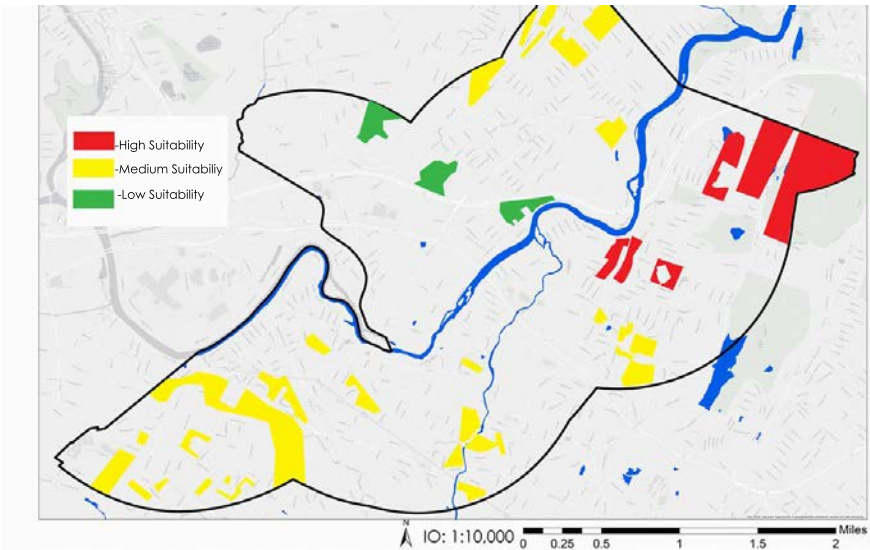 -High Suitability
-Medium Suitabiliy
-Low Suitability
N
IO: 1:10,000
Miles
0 0.25 0.5 1 1.5 2